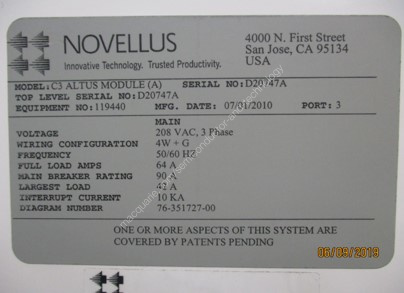 NOVELLUS
Innovative Technology. Trusted Productivity.
4000 N. First Street
San Jose, CA 95134
USA
MODEL:C3 ALTUS MODULE (A) SERIAL NO:D20747A
TOP LEVEL SERIAL NO:D20747A
EQUIPMENT NO: 119440 MFG. DATE: 07/01/2010 PORT: 3
MAIN
VOLTAGE 208 VAC, 3 Phase
WIRING CONFIGURATION 4W + G
FREQUENCY 50/60 HZ
FULL LOAD AMPS 64 A
MAIN BREAKER RATING 90 A
LARGEST LOAD 42 A
INTERRUPT CURRENT 10 KA
DIAGRAM NUMBER 76-351727-00
ONE OR MORE ASPECTS OF THIS SYSTEM ARE
COVERED BY PATENTS PENDING
06/09/2019